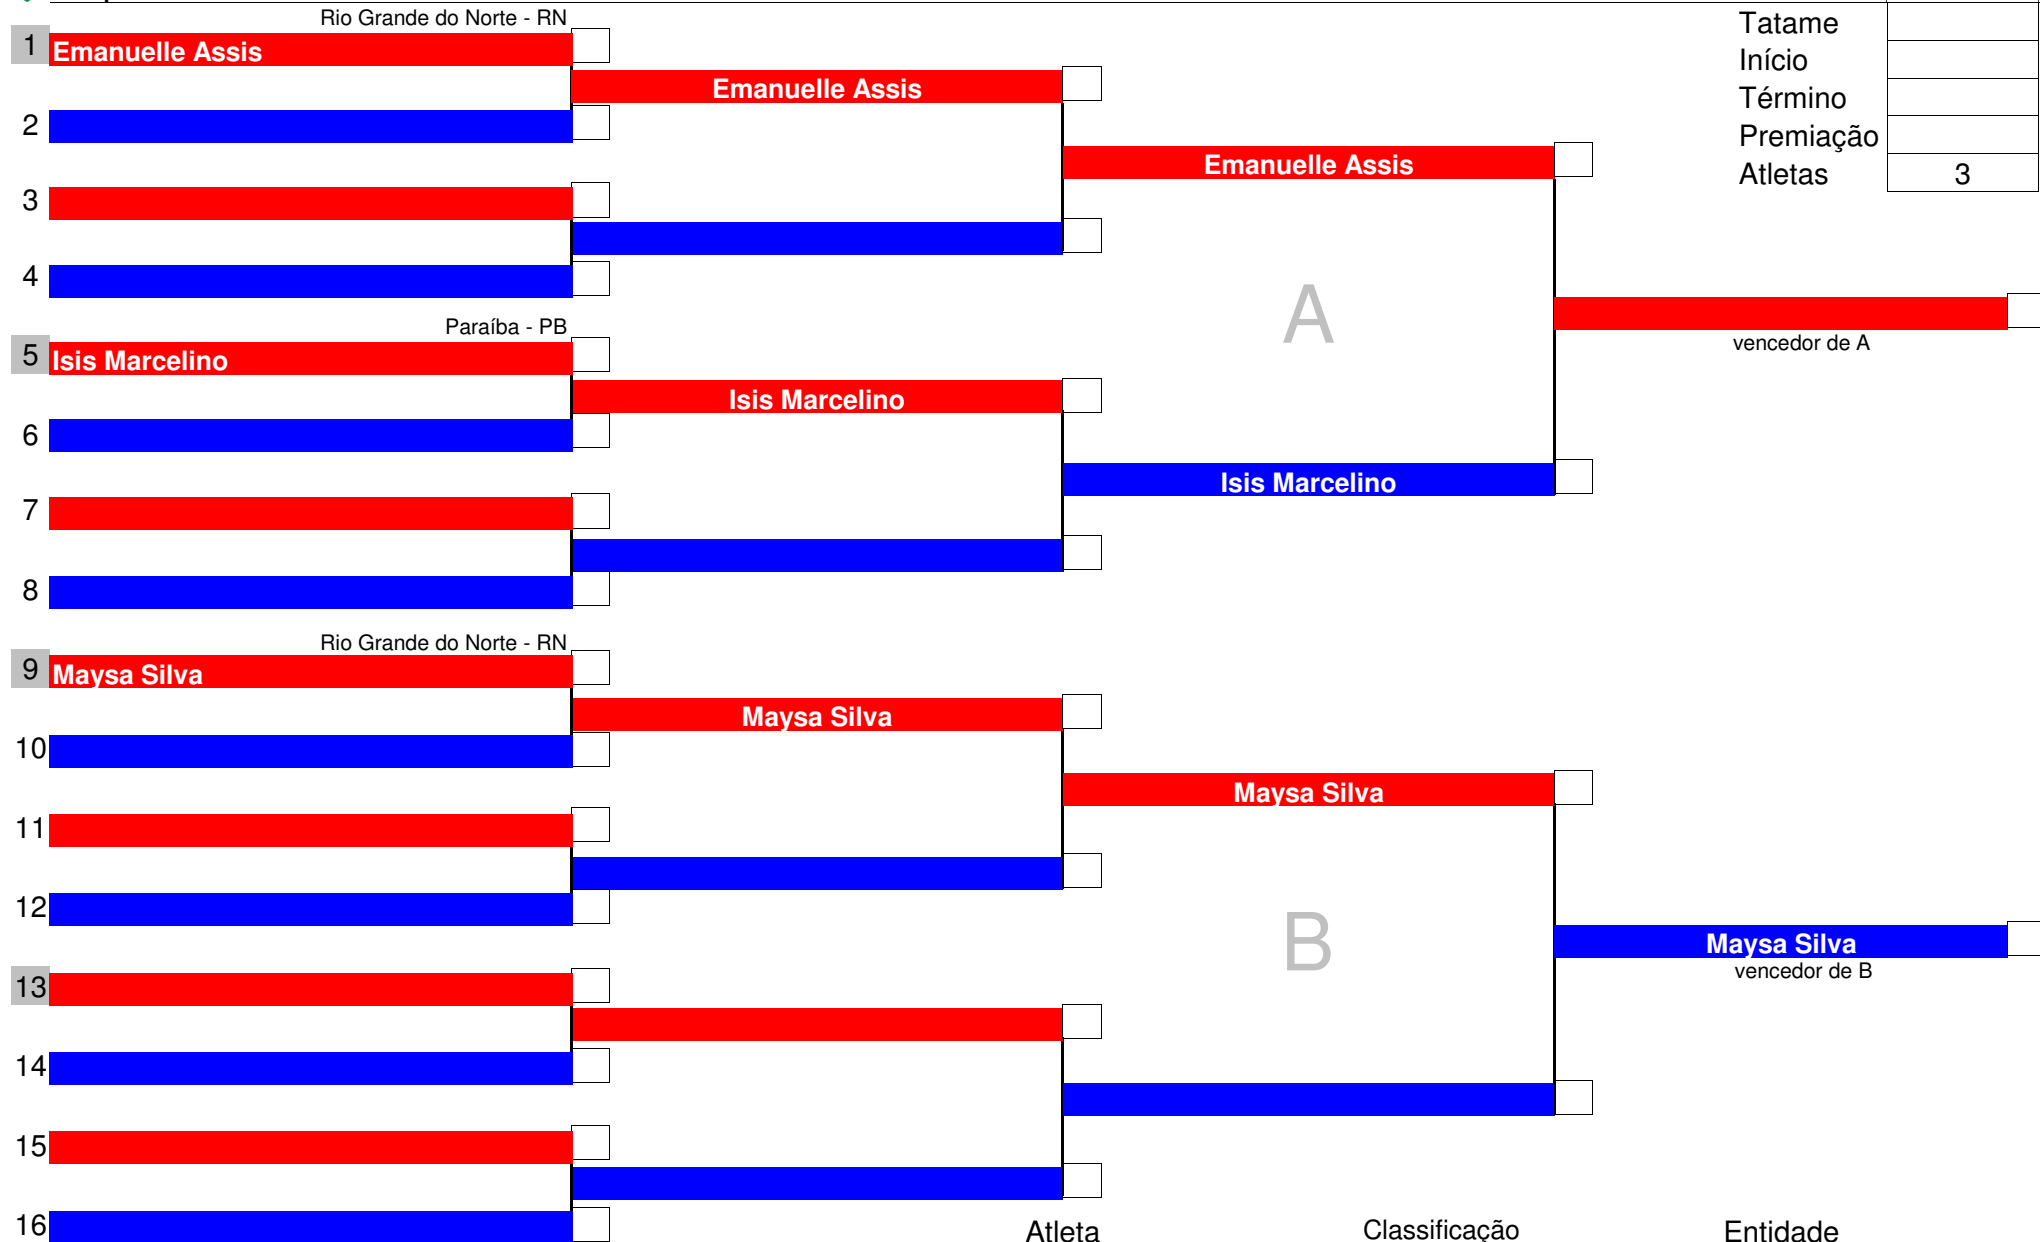 Rio Grande do Norte - RN
Tatame
1 Emanuelle Assis
Início
Emanuelle Assis
Término
2
Premiação
Emanuelle Assis
Atletas 3
3
4
A
Paraíba - PB
vencedor de A
5 Isis Marcelino
Isis Marcelino
6
Isis Marcelino
7
8
Rio Grande do Norte - RN
9 Maysa Silva
Maysa Silva
10
Maysa Silva
11
12
B
Maysa Silva
vencedor de B
13
14
15
16
Atleta Classificação Entidade